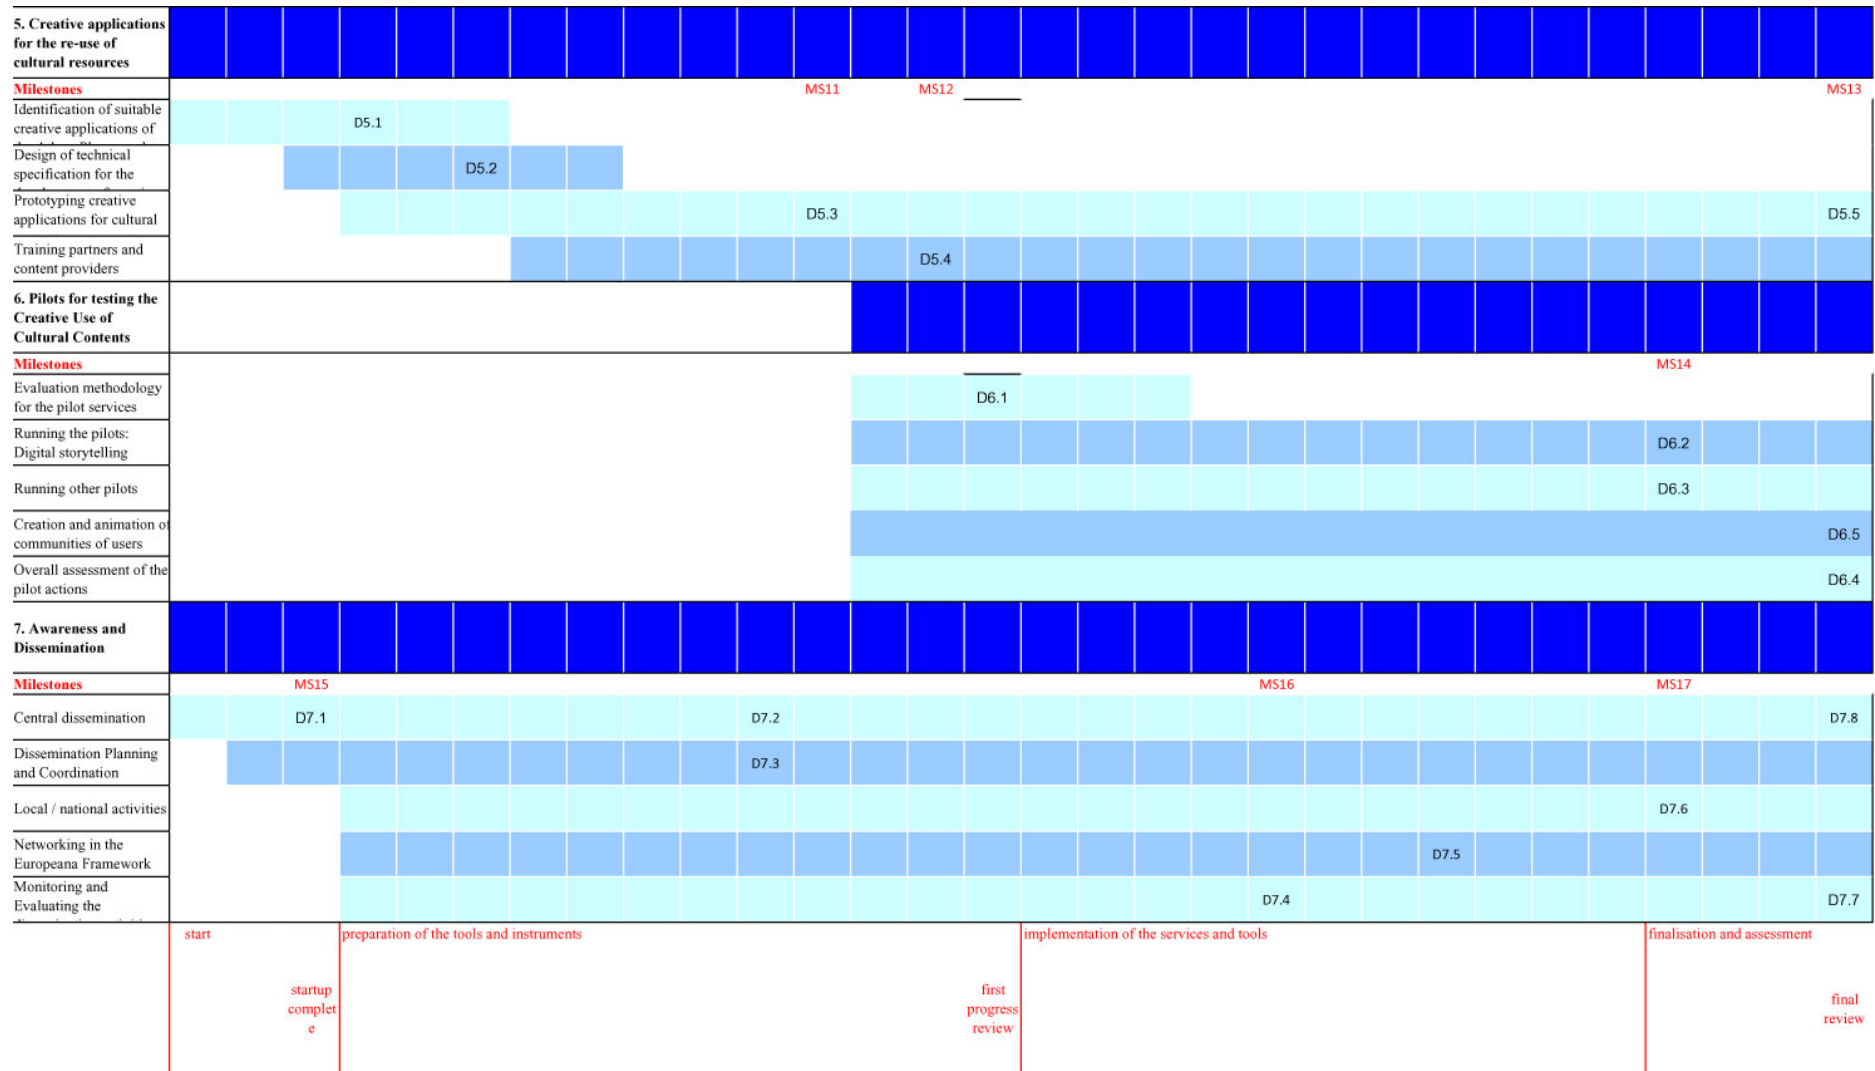 5. Creative applications
for the re-use of
cultural resources
Milestones
MS11
MS12
MS13
Identification of suitable
creative applications of
D5.1
Design of technical
specification for the
D5.2
Prototyping creative
applications for cultural
D5.3
D5.5
Training partners and
content providers
D5.4
6. Pilots for testing the
Creative Use of
Cultural Contents
Milestones
MS14
Evaluation methodology
for the pilot services
D6.1
Running the pilots:
Digital storytelling
D6.2
Running other pilots
D6.3
Creation and animation of
communities of users
D6.5
Overall assessment of the
pilot actions
D6.4
7. Awareness and
Dissemination
Milestones
MS15
MS16
MS17
Central dissemination
D7.1
D7.2
D7.8
Dissemination Planning
and Coordination
D7.3
Local / national activities
D7.6
Networking in the
Europeana Framework
D7.5
Monitoring and
Evaluating the
D7.4
D7.7
start
preparation of the tools and instruments
implementation of the services and tools
finalisation and assessment
startup
complet
e
first
progress
review
final
review